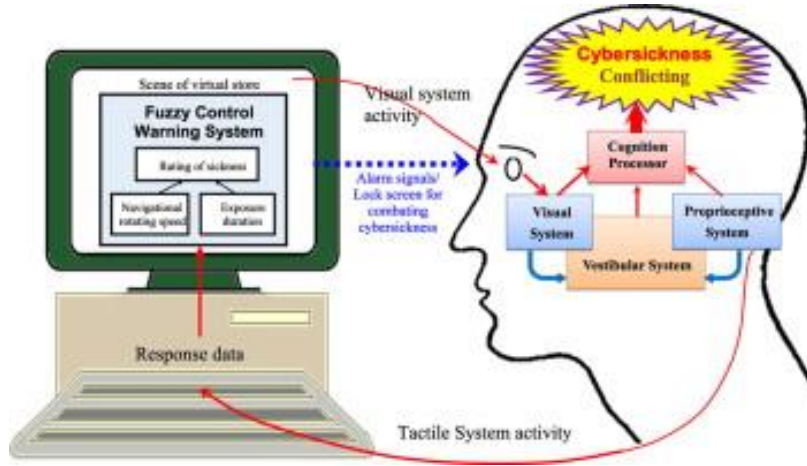 Scene of virtual store
Fuzzy Control
Warning System
Rating of sickness
Navigational
rotating speed
Exposure
duration
Response data
Visual system
activity
Alarm signals/
Lock screen for
combating
cybersickness
Cybersickness
Conflicting
Cognition
Processor
Visual
System
Proprioceptive
System
Vestibular System
Tactile System activity